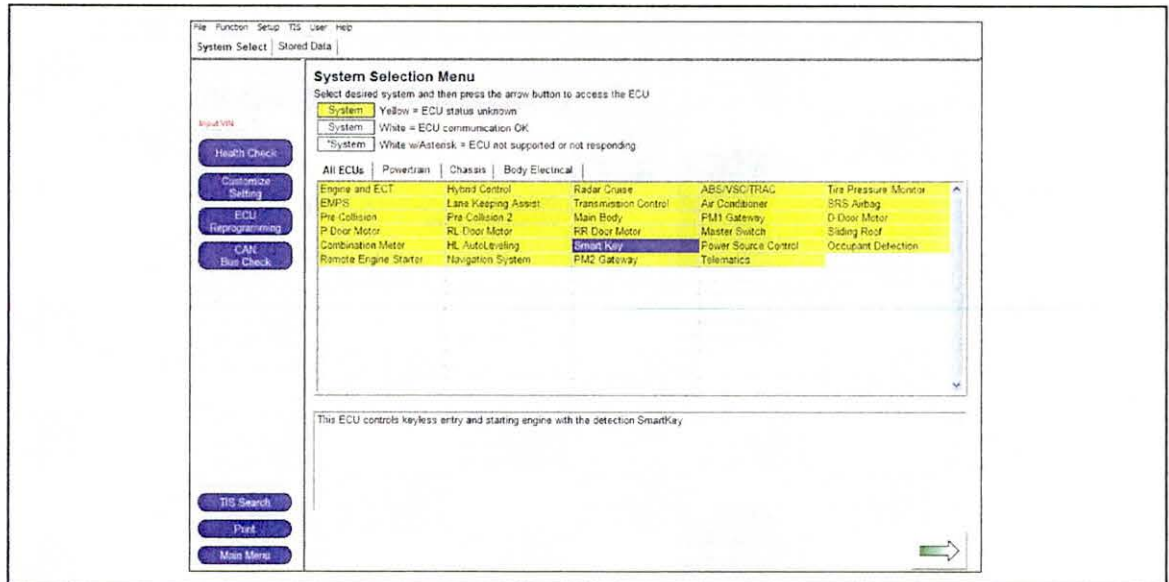 File Function Setup TIS User Help
System Select Stored Data
System Selection Menu
Select desired system and then press the arrow button to access the ECU
System Yellow = ECU status unknown
Input VIN
System White = ECU communication OK
*System White w/Asterisk = ECU not supported or not responding
Health Check
All ECUs Powertrain Chassis Body Electrical
Customize Setting
Engine and ECT Hybrid Control Radar Cruise ABS/VSC/TRAC Tire Pressure Monitor
EMPS Lane Keeping Assist Transmission Control Air Conditioner SRS Airbag
Pre-Collision Pre-Collision 2 Main Body PM1 Gateway D-Door Motor
ECU Reprogramming
P-Door Motor RL-Door Motor RR-Door Motor Master Switch Sliding Roof
Combination Meter HL AutoLeveling Smart Key Power Source Control Occupant Detection
CAN Bus Check
Remote Engine Starter Navigation System PM2 Gateway Telematics
This ECU controls keyless entry and starting engine with the detection SmartKey
TIS Search
Print
Main Menu